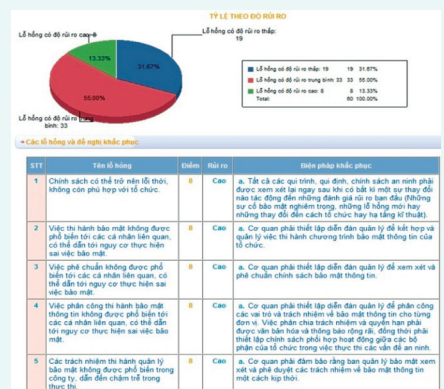 TỶ LỆ THEO ĐỘ RỦI RO
Lỗ hổng có độ rủi ro cao: 8
Lỗ hổng có độ rủi ro thấp:
19
13.33%
31.67%
55.00%
Lỗ hổng có độ rủi ro trung
bình: 33
Lỗ hổng có độ rủi ro thấp: 19 19 31.67%
Lỗ hổng có độ rủi ro trung bình: 33 33 55.00%
Lỗ hổng có độ rủi ro cao: 8 8 13.33%
Total: 60 100.00%
Các lỗ hổng và đề nghị khắc phục
STT Tên lỗ hổng Điểm Rủi ro Biện pháp khắc phục
1 Chính sách có thể trở nên lỗi thời,
không còn phù hợp với tổ chức.
8 Cao
a. Tất cả các qui trình, qui định, chính sách an ninh phải
được xem xét lại ngay sau khi có bất kì một sự thay đổi
nào tác động đến những đánh giá rủi ro ban đầu (Những
sự cố bảo mật nghiêm trọng, những lỗ hổng mới hay
những thay đổi đến cách tổ chức hay hạ tầng kĩ thuật).
2 Việc thi hành bảo mật không được
phổ biến tới các cá nhân liên quan,
có thể dẫn tới nguy cơ thực hiện
sai việc bảo mật.
8 Cao
a. Cơ quan phải thiết lập diễn đàn quản lý để kết hợp và
quản lý việc thi hành chương trình bảo mật thông tin của
tổ chức.
3 Việc phê chuẩn không được phổ
biến tới các cá nhân liên quan, có
thể dẫn tới nguy cơ thực hiện sai
việc bảo mật.
8 Cao
a. Cơ quan phải thiết lập diễn đàn quản lý để xem xét và
phê chuẩn chính sách bảo mật thông tin.
4 Việc phân công thi hành bảo mật
thông tin không được phổ biến tới
các cá nhân liên quan, có thể dẫn
tới nguy cơ thực hiện sai việc bảo
mật.
8 Cao
a. Cơ quan phải thiết lập diễn đàn quản lý để phân công
các vai trò và trách nhiệm về bảo mật thông tin cho từng
đơn vị. Việc phân chia trách nhiệm và quyền hạn phải
được văn bản hóa và thông báo rộng rãi, đồng thời phải
thiết lập chính sách phối hợp hoạt động giữa các bộ
phận của tổ chức trong việc thực thi các vấn đề an ninh.
5 Các trách nhiệm thi hành quản lý
bảo mật không được phổ biến trong
công ty, dẫn đến chậm trễ trong
thực thi.
8 Cao
a. Cơ quan phải đảm bảo rằng ban quản lý bảo mật xem
xét và phê duyệt các trách nhiệm về bảo mật thông tin
một cách kịp thời.